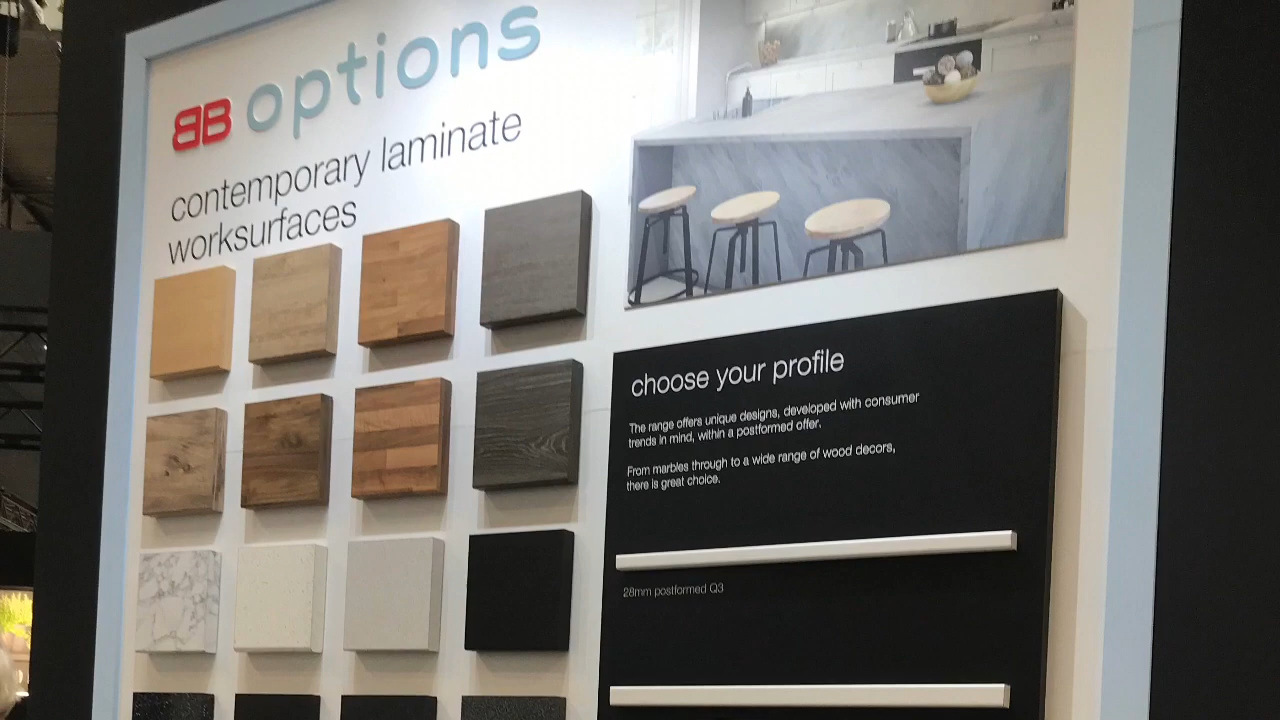 BB options
contemporary laminate
worksurfaces
choose your profile
The range offers unique designs, developed with consumer
trends in mind, within a postformed offer.
From marbles through to a wide range of wood decors,
there is great choice.
28mm postformed Q3